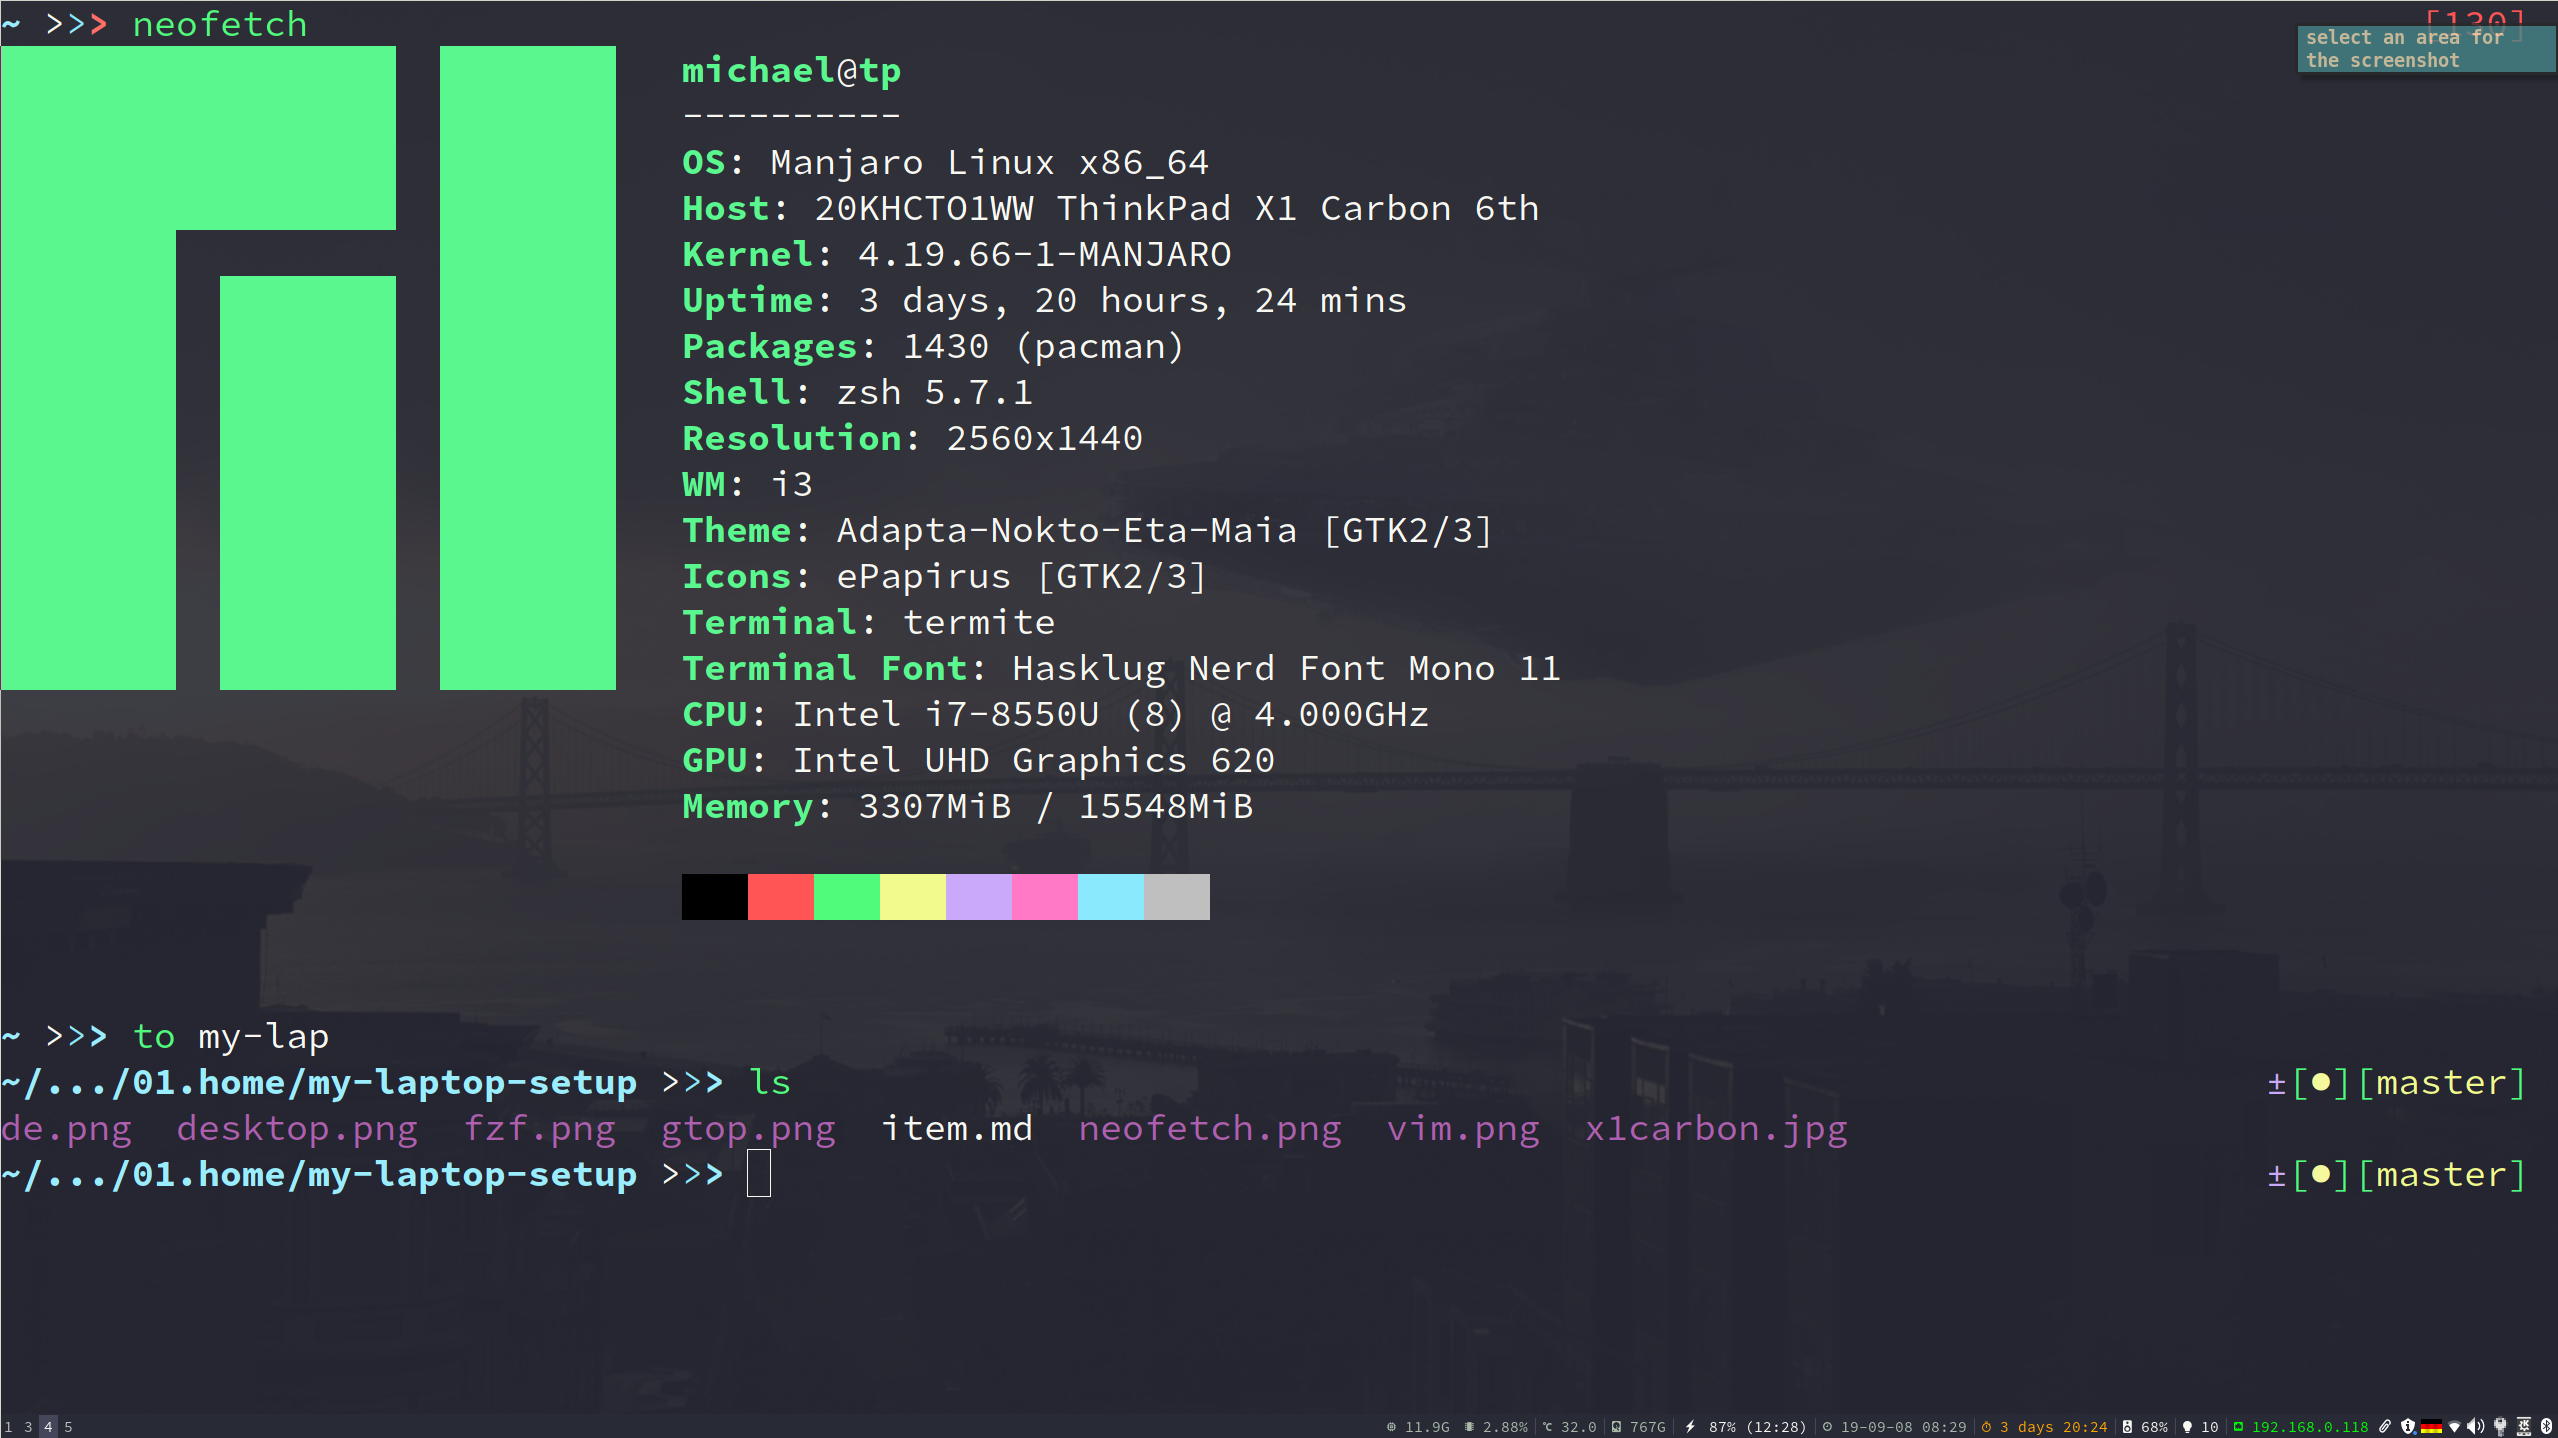 ~ >>> neofetch [130]
select an area for
the screenshot
michael@tp
----------
OS: Manjaro Linux x86_64
Host: 20KHCTO1WW ThinkPad X1 Carbon 6th
Kernel: 4.19.66-1-MANJARO
Uptime: 3 days, 20 hours, 24 mins
Packages: 1430 (pacman)
Shell: zsh 5.7.1
Resolution: 2560x1440
WM: i3
Theme: Adapta-Nokto-Eta-Maia [GTK2/3]
Icons: ePapirus [GTK2/3]
Terminal: termite
Terminal Font: Hasklug Nerd Font Mono 11
CPU: Intel i7-8550U (8) @ 4.000GHz
GPU: Intel UHD Graphics 620
Memory: 3307MiB / 15548MiB
~ >>> to my-lap
~/.../01.home/my-laptop-setup >>> ls ±[●][master]
de.png desktop.png fzf.png gtop.png item.md neofetch.png vim.png x1carbon.jpg
~/.../01.home/my-laptop-setup >>> ±[●][master]
1 3 4 5 11.9G 2.88% ℃ 32.0 767G 87% (12:28) 19-09-08 08:29 3 days 20:24 68% 10 192.168.0.118